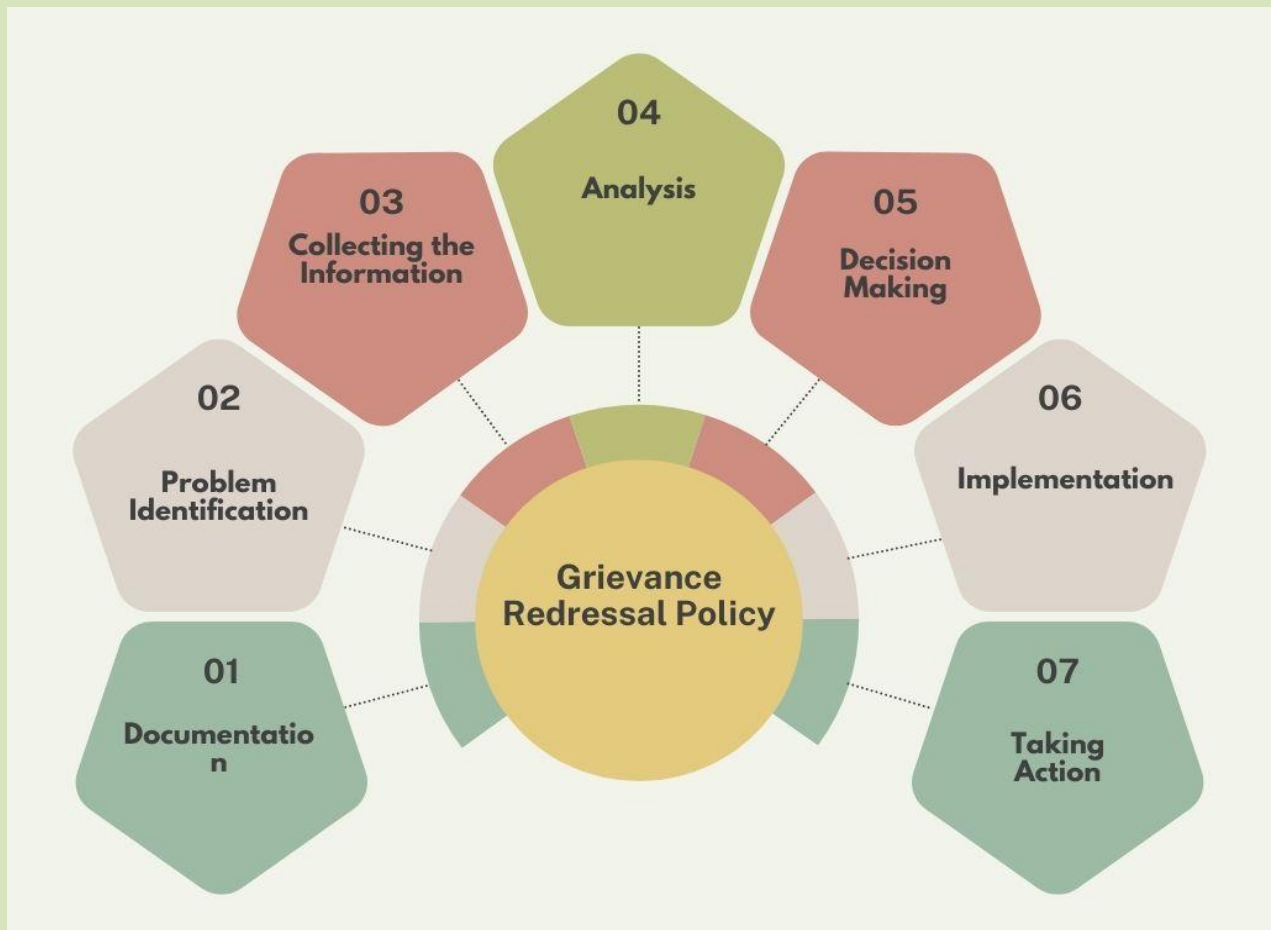 04
Analysis
03
Collecting the
Information
05
Decision
Making
02
Problem
Identification
06
Implementation
Grievance
Redressal Policy
01
Documentatio
n
07
Taking
Action